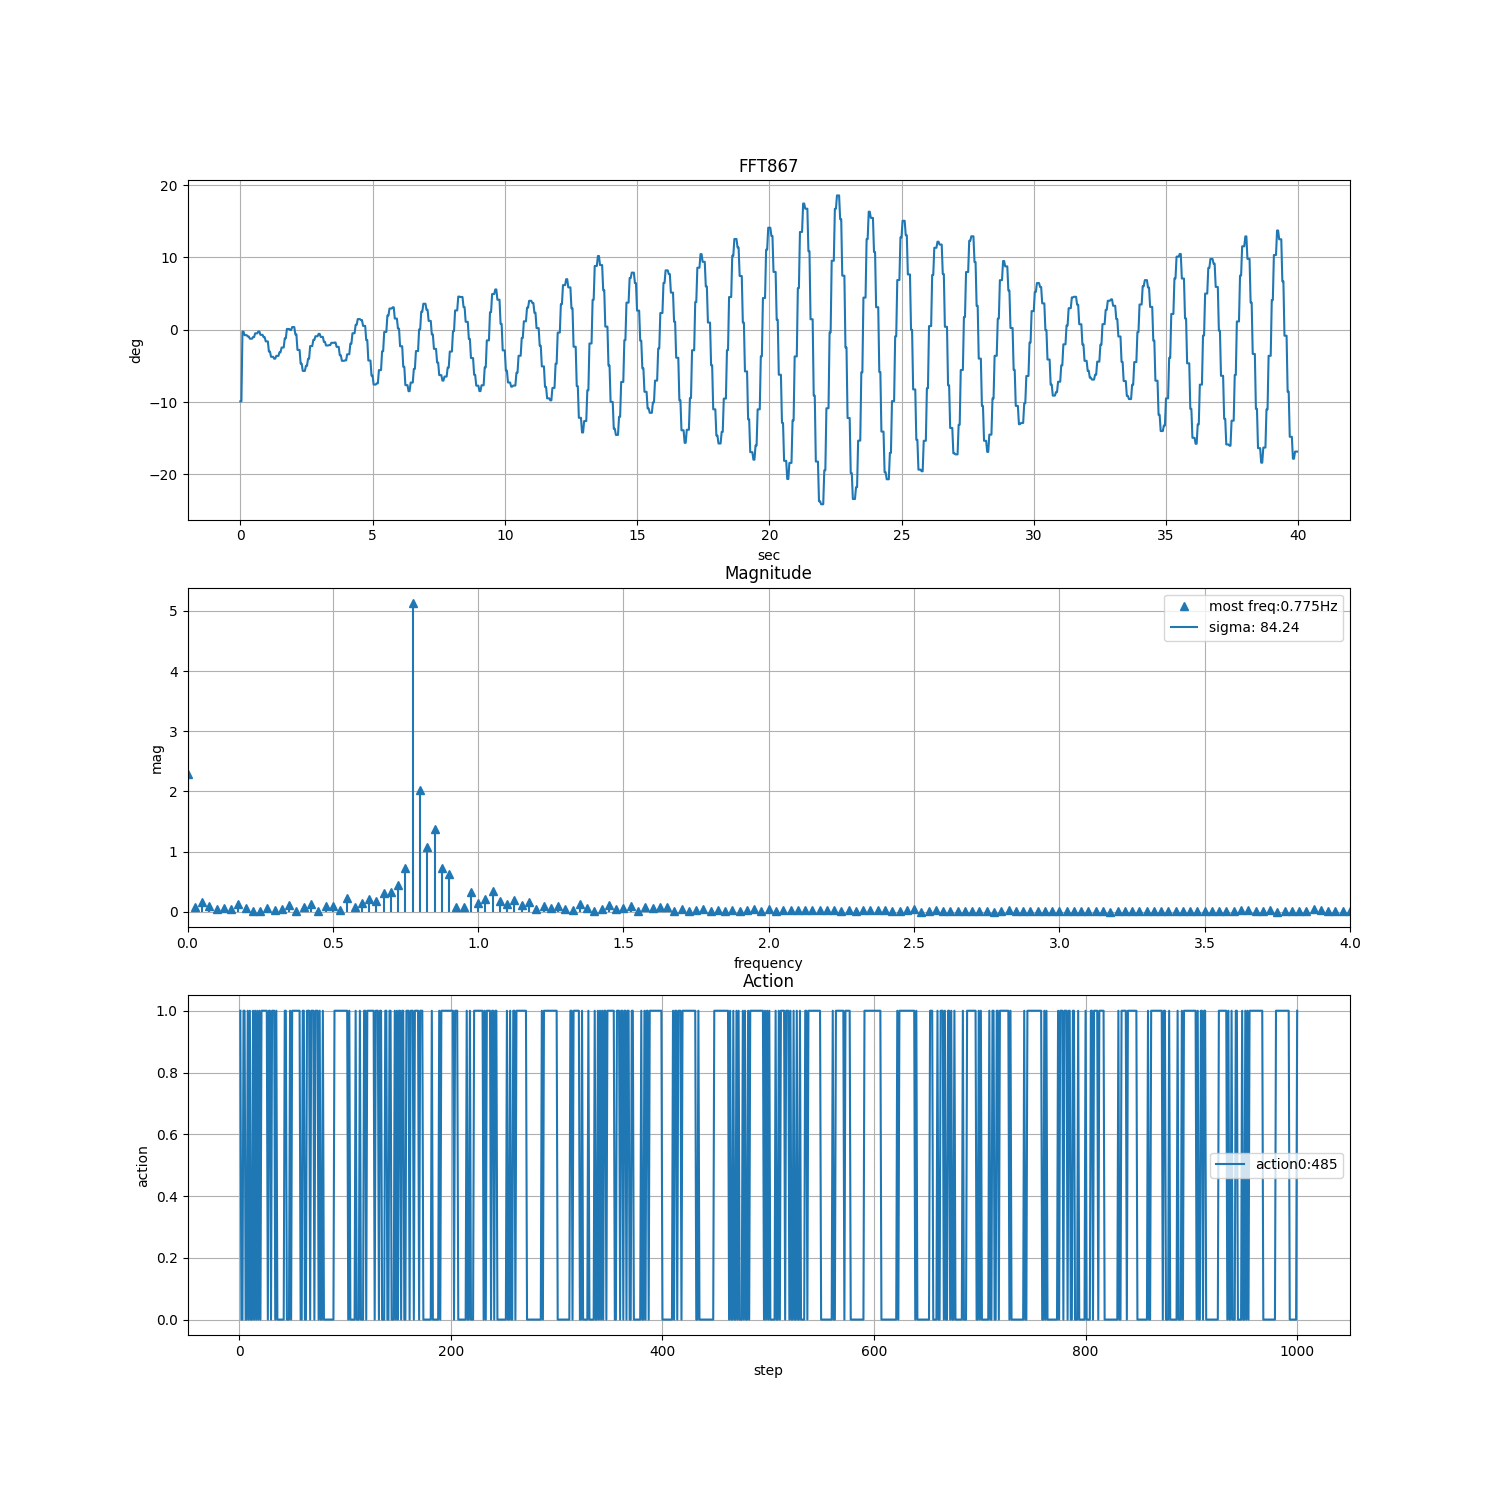 FFT867
20
10
0
−10
−20
deg
0 5 10 15 20 25 30 35 40
sec
Magnitude
most freq:0.775Hz
sigma: 84.24
5
4
3
2
1
0
mag
0.0 0.5 1.0 1.5 2.0 2.5 3.0 3.5 4.0
frequency
Action
1.0
0.8
0.6
0.4
0.2
0.0
action
action0:485
0 200 400 600 800 1000
step